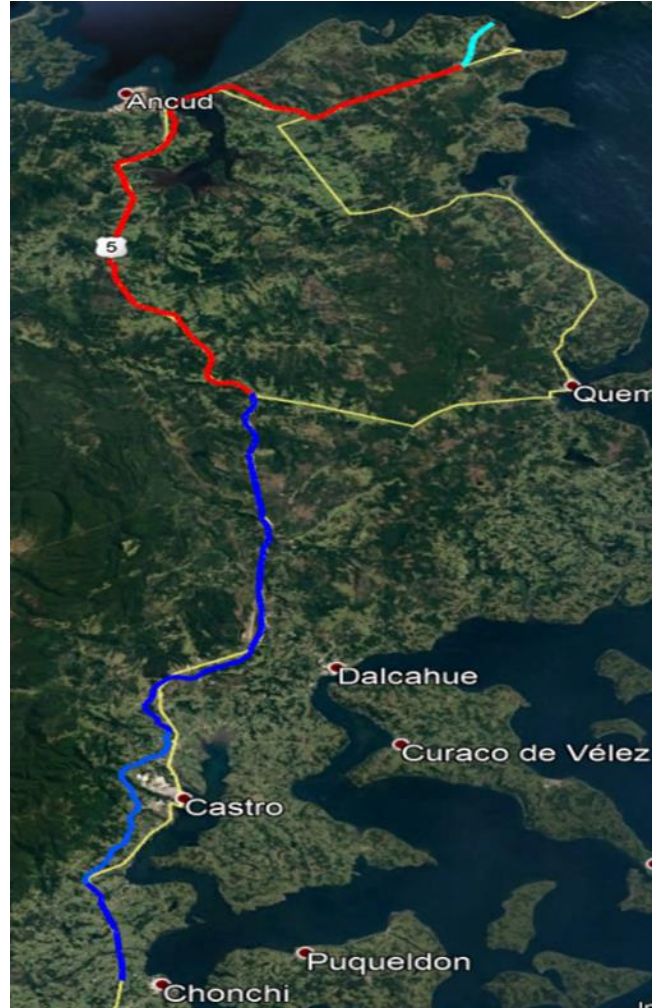 Ancud
5
Quem
Dalcahue
Curaco de Vélez
Castro
Puqueldon
Chonchi